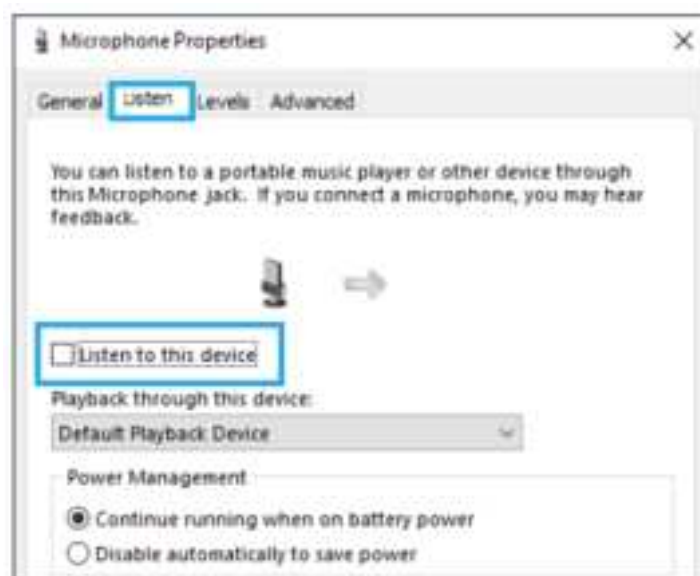 Microphone Properties
General Listen Levels Advanced
You can listen to a portable music player or other device through
this Microphone jack. If you connect a microphone, you may hear
feedback.
Listen to this device
Playback through this device:
Default Playback Device
Power Management
Continue running when on battery power
Disable automatically to save power